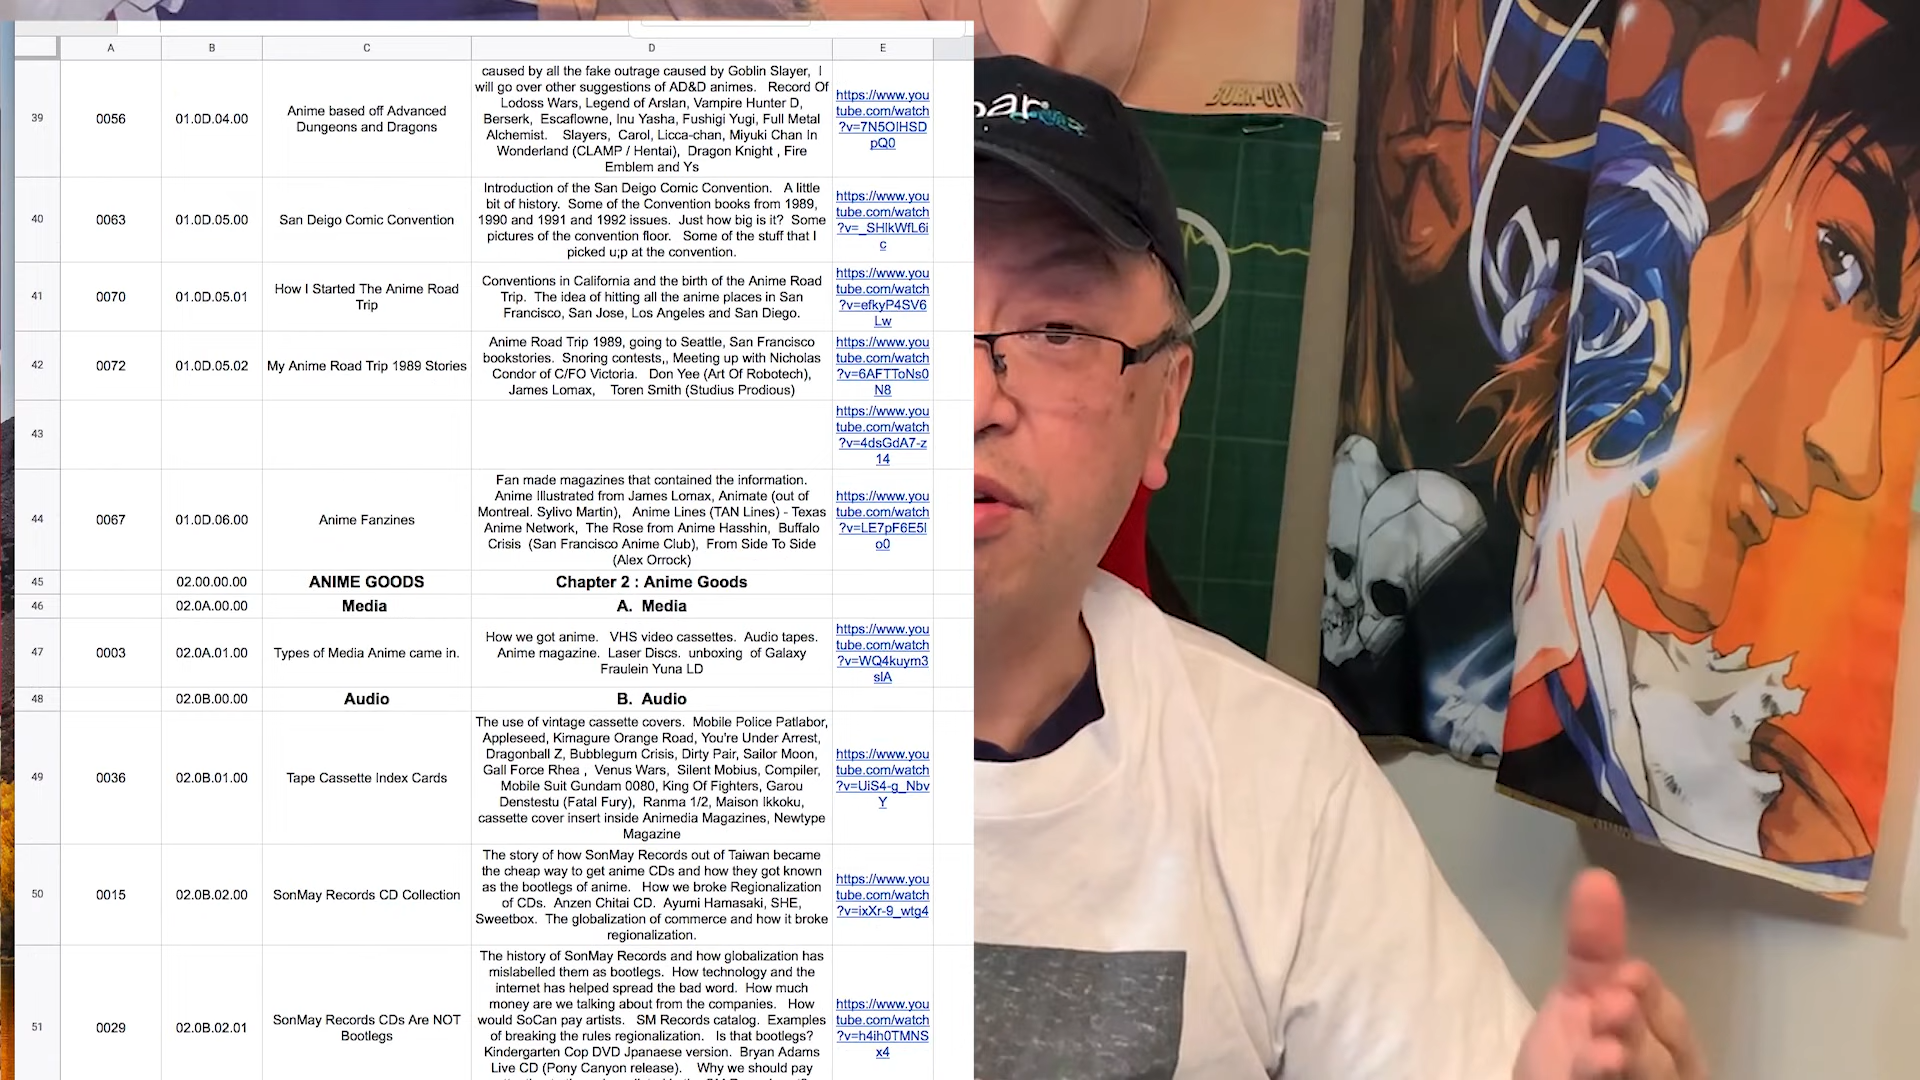 A B C D E
39 0056 01.0D.04.00
Anime based off Advanced
Dungeons and Dragons
caused by all the fake outrage caused by Goblin Slayer, I
will go over other suggestions of AD&D animes. Record Of
Lodoss Wars, Legend of Arslan, Vampire Hunter D,
Berserk, Escaflowne, Inu Yasha, Fushigi Yugi, Full Metal
Alchemist. Slayers, Carol, Licca-chan, Miyuki Chan In
Wonderland (CLAMP / Hentai), Dragon Knight , Fire
Emblem and Ys
https://www.you
tube.com/watch
?v=7N5OIHSD
pQ0
40 0063 01.0D.05.00
San Deigo Comic Convention
Introduction of the San Deigo Comic Convention. A little
bit of history. Some of the Convention books from 1989,
1990 and 1991 and 1992 issues. Just how big is it? Some
pictures of the convention floor. Some of the stuff that I
picked u;p at the convention.
https://www.you
tube.com/watch
?v=_SHlkWfL6i
c
41 0070 01.0D.05.01
How I Started The Anime Road
Trip
Conventions in California and the birth of the Anime Road
Trip. The idea of hitting all the anime places in San
Francisco, San Jose, Los Angeles and San Diego.
https://www.you
tube.com/watch
?v=efkyP4SV6
Lw
42 0072 01.0D.05.02
My Anime Road Trip 1989 Stories
Anime Road Trip 1989, going to Seattle, San Francisco
bookstories. Snoring contests,, Meeting up with Nicholas
Condor of C/FO Victoria. Don Yee (Art Of Robotech),
James Lomax, Toren Smith (Studius Prodious)
https://www.you
tube.com/watch
?v=6AFTToNs0
N8
43
https://www.you
tube.com/watch
?v=4dsGdA7-z
14
44 0067 01.0D.06.00
Anime Fanzines
Fan made magazines that contained the information.
Anime Illustrated from James Lomax, Animate (out of
Montreal. Sylivo Martin), Anime Lines (TAN Lines) - Texas
Anime Network, The Rose from Anime Hasshin, Buffalo
Crisis (San Francisco Anime Club), From Side To Side
(Alex Orrock)
https://www.you
tube.com/watch
?v=LE7pF6E5I
o0
45 02.00.00.00 ANIME GOODS Chapter 2 : Anime Goods
46 02.0A.00.00 Media A. Media
47 0003 02.0A.01.00
Types of Media Anime came in.
How we got anime. VHS video cassettes. Audio tapes.
Anime magazine. Laser Discs. unboxing of Galaxy
Fraulein Yuna LD
https://www.you
tube.com/watch
?v=WQ4kuym3
slA
48 02.0B.00.00 Audio B. Audio
49 0036 02.0B.01.00
Tape Cassette Index Cards
The use of vintage cassette covers. Mobile Police Patlabor,
Appleseed, Kimagure Orange Road, You're Under Arrest,
Dragonball Z, Bubblegum Crisis, Dirty Pair, Sailor Moon,
Gall Force Rhea , Venus Wars, Silent Mobius, Compiler,
Mobile Suit Gundam 0080, King Of Fighters, Garou
Denstestu (Fatal Fury), Ranma 1/2, Maison Ikkoku,
cassette cover insert inside Animedia Magazines, Newtype
Magazine
https://www.you
tube.com/watch
?v=UiS4-g_Nbv
Y
50 0015 02.0B.02.00
SonMay Records CD Collection
The story of how SonMay Records out of Taiwan became
the cheap way to get anime CDs and how they got known
as the bootlegs of anime. How we broke Regionalization
of CDs. Anzen Chitai CD. Ayumi Hamasaki, SHE,
Sweetbox. The globalization of commerce and how it broke
regionalization.
https://www.you
tube.com/watch
?v=ixXr-9_wtg4
51 0029 02.0B.02.01
SonMay Records CDs Are NOT
Bootlegs
The history of SonMay Records and how globalization has
mislabelled them as bootlegs. How technology and the
internet has helped spread the bad word. How much
money are we talking about from the companies. How
would SoCan pay artists. SM Records catalog. Examples
of breaking the rules regionalization. Is that bootlegs?
Kindergarten Cop DVD Jpanaese version. Bryan Adams
Live CD (Pony Canyon release). Why we should pay
https://www.you
tube.com/watch
?v=h4ih0TMNS
x4
BURN-UP!